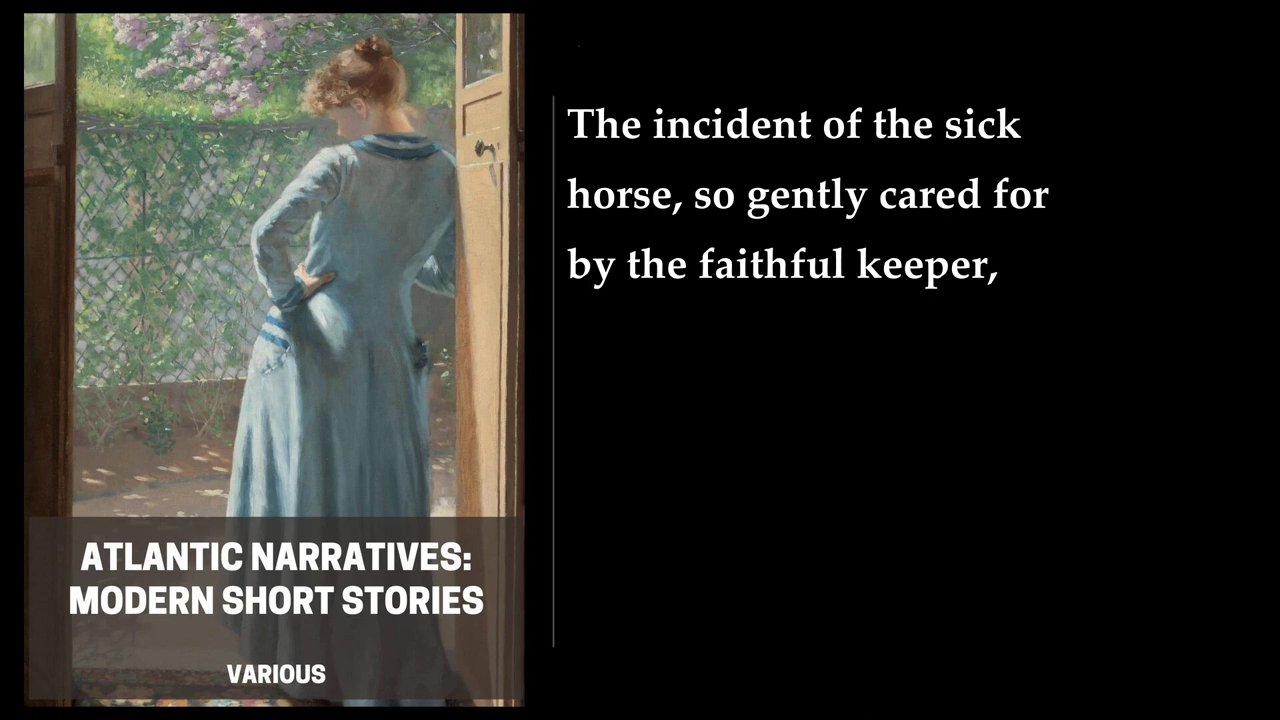 The incident of the sick
horse, so gently cared for
by the faithful keeper,
ATLANTIC NARRATIVES:
MODERN SHORT STORIES
VARIOUS